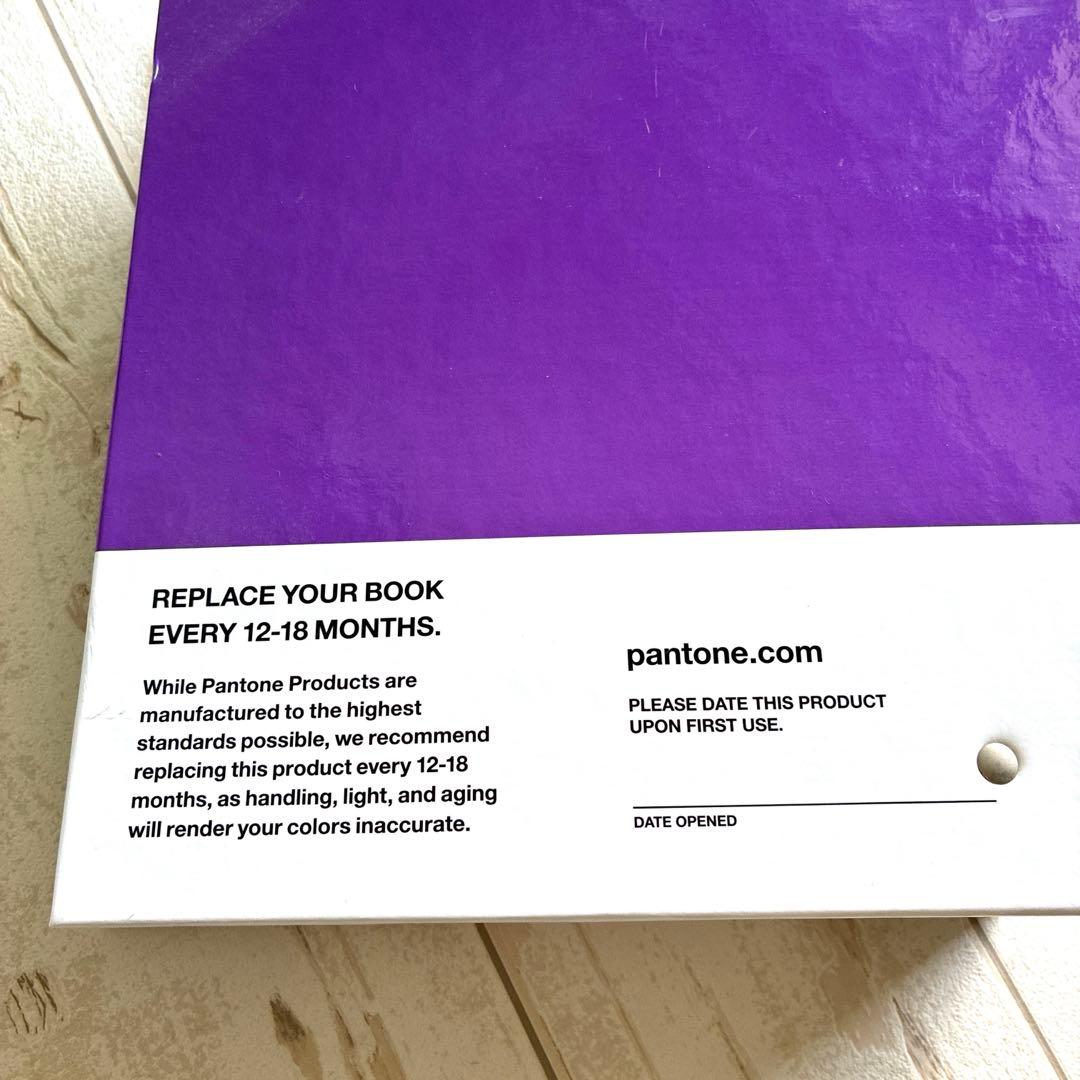 REPLACE YOUR BOOK
EVERY 12-18 MONTHS.
While Pantone Products are
manufactured to the highest
standards possible, we recommend
replacing this product every 12-18
months, as handling, light, and aging
will render your colors inaccurate.
pantone.com
PLEASE DATE THIS PRODUCT
UPON FIRST USE.
DATE OPENED